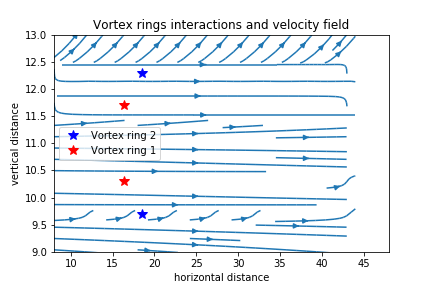 Vortex rings interactions and velocity field
13.0
12.5
12.0
11.5
11.0
10.5
10.0
9.5
9.0
vertical distance
Vortex ring 2
Vortex ring 1
10 15 20 25 30 35 40 45
horizontal distance